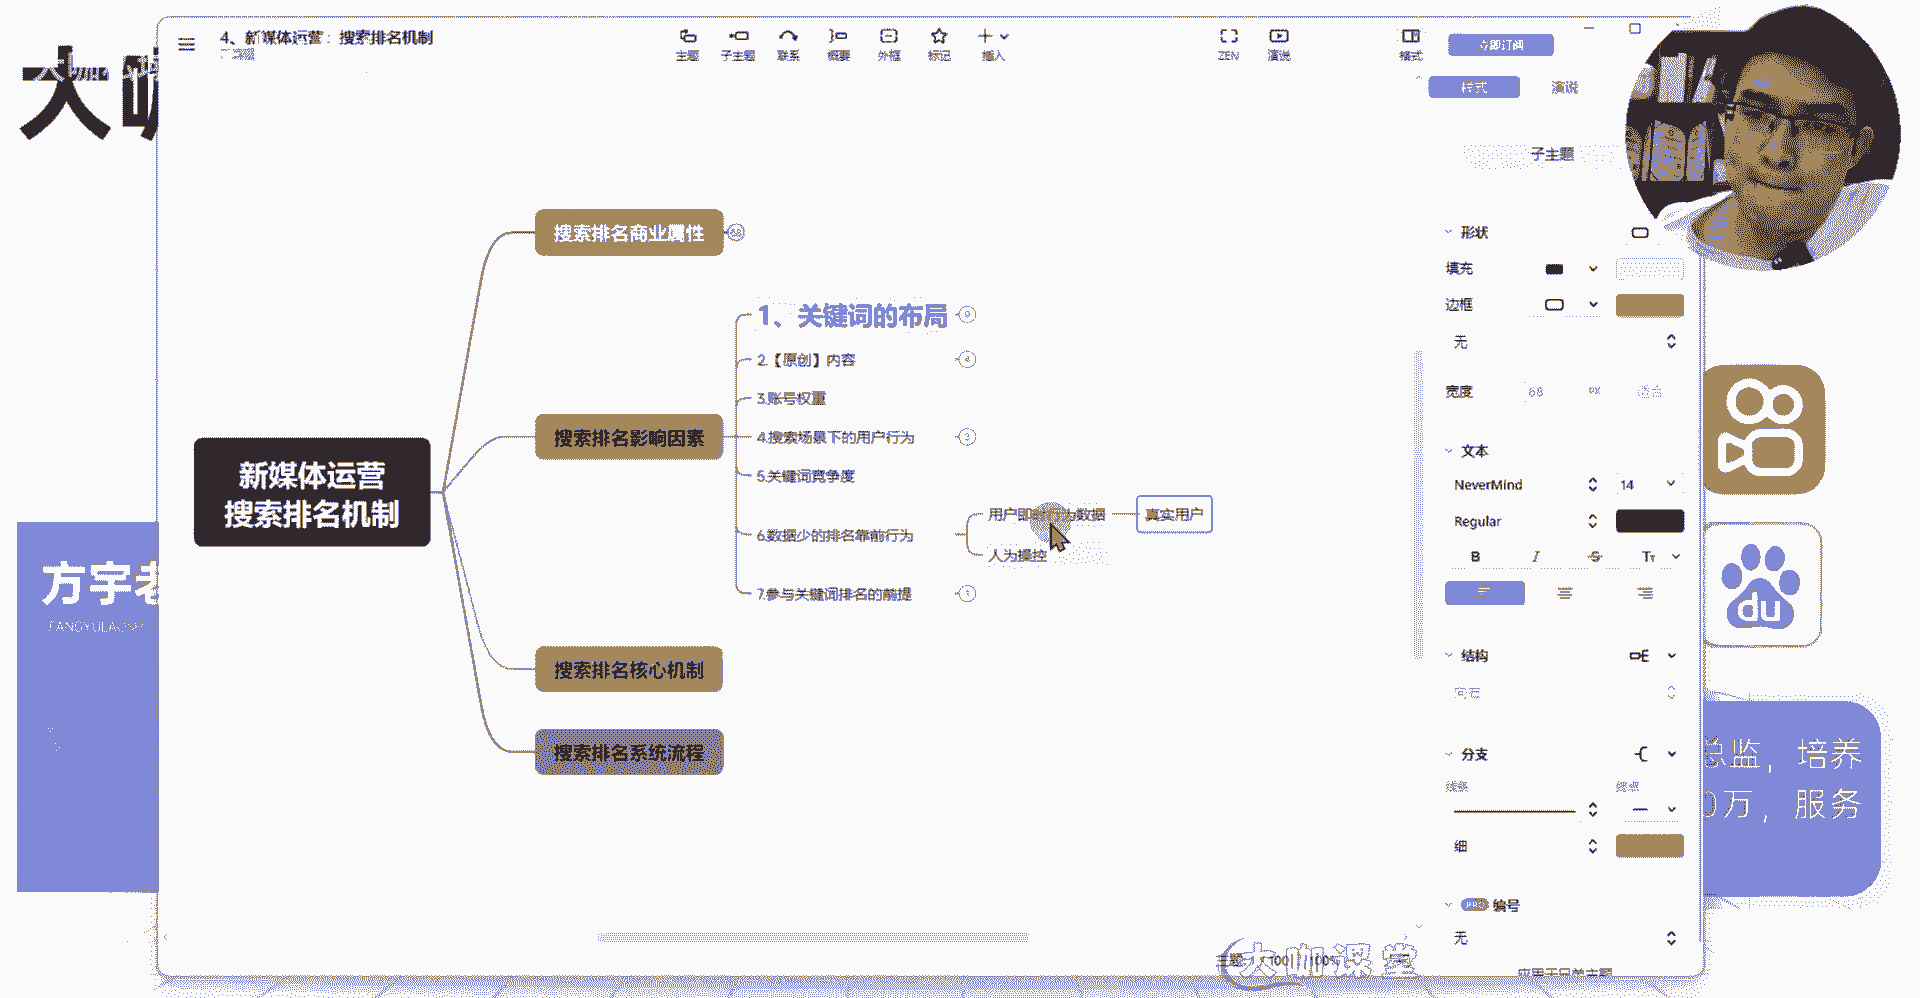 大咖
4、新媒体运营：搜索排名机制
主题
子主题
联系
概要
外框
标记
插入
ZEN
演说
格式
立即订阅
样式
演说
子主题
搜索排名商业属性
68
1、关键词的布局
9
2.【原创】内容
4
3.账号权重
搜索排名影响因素
4.搜索场景下的用户行为
3
5.关键词竞争度
新媒体运营
搜索排名机制
用户即时行为数据
真实用户
6.数据少的排名靠前行为
人为操控
7.参与关键词排名的前提
1
搜索排名核心机制
搜索排名系统流程
形状
填充
边框
无
宽度
68
PX
适合
文本
NeverMind
14
Regular
B
I
S
Tт
结构
向右
分支
线条
终点
细
PRO
编号
无
应用于兄弟主题
方宇老
FANGYULAOSHI
du
总监，培养
0万，服务
主题
100%
大咖课堂